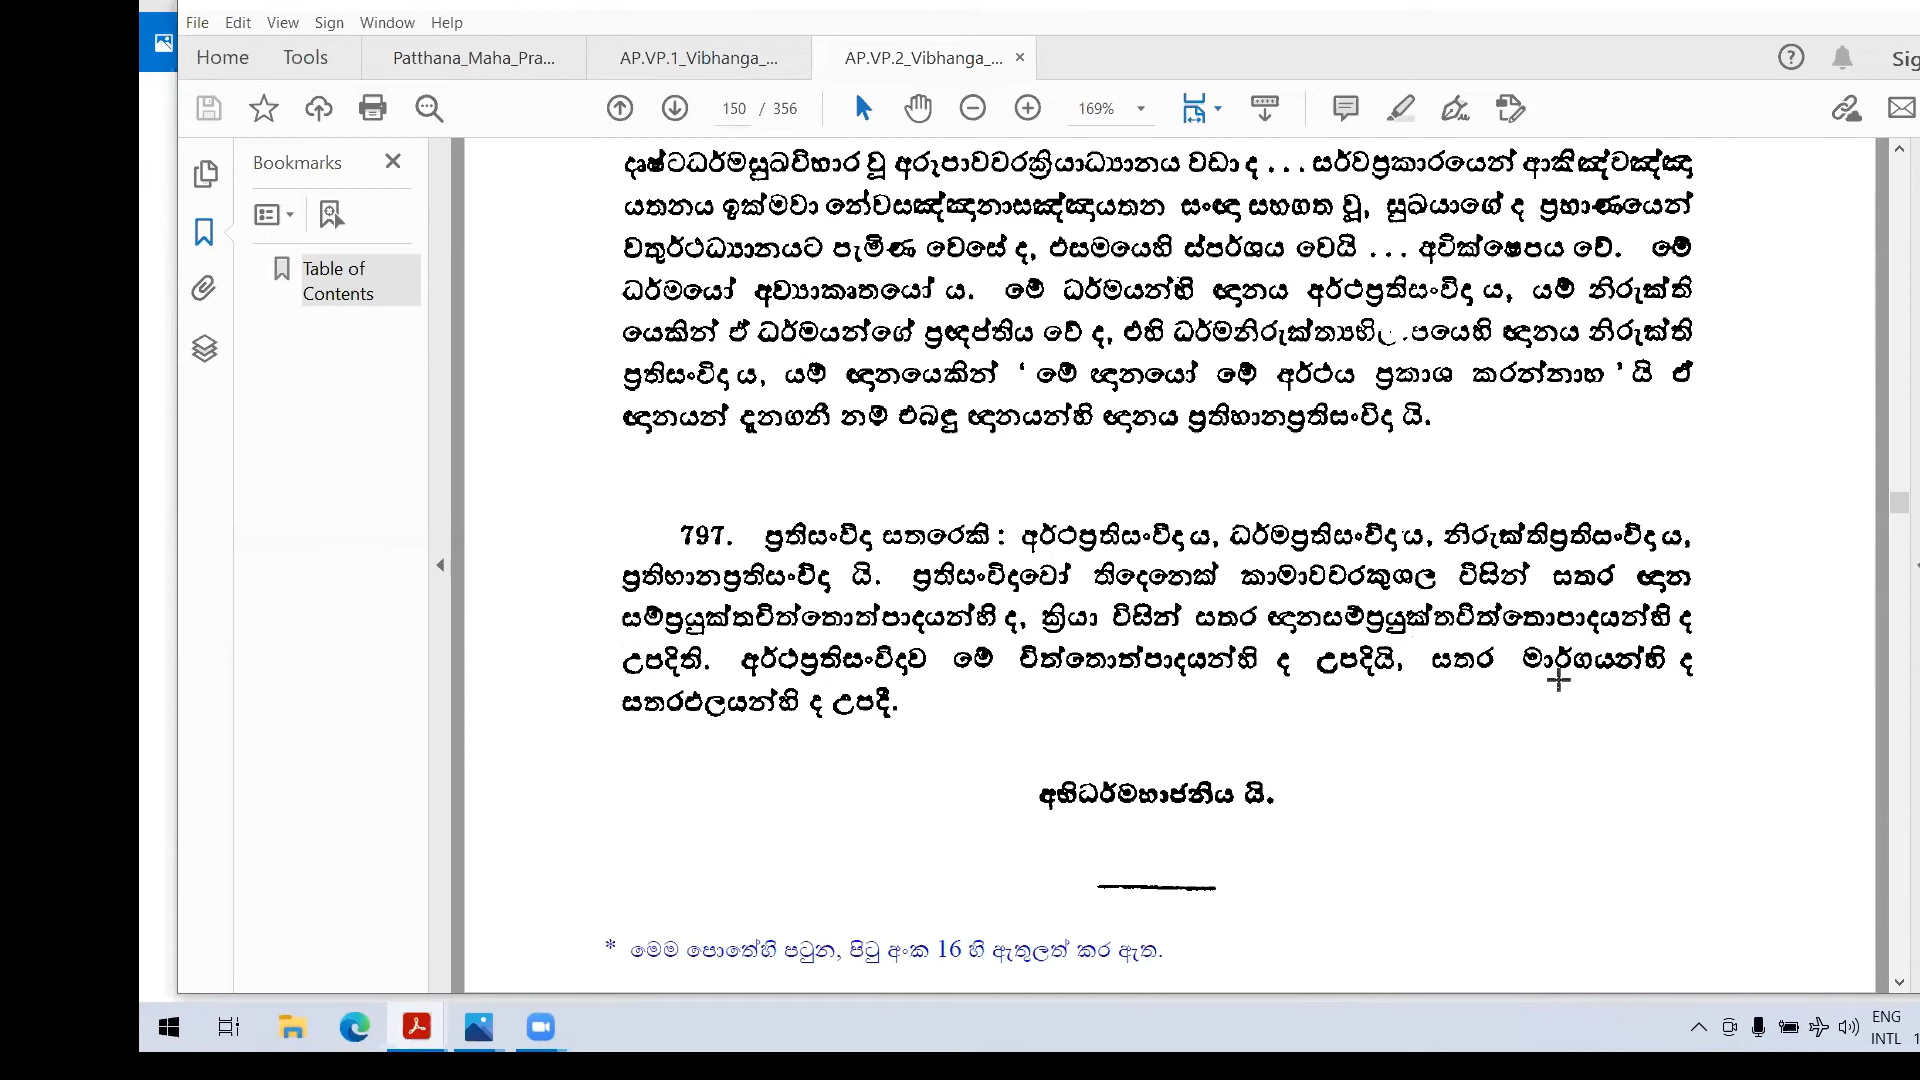 File Edit View Sign Window Help
Home Tools Patthana_Maha_Pra... AP.VP.1_Vibhanga_... AP.VP.2_Vibhanga_... × Sig
150 / 356 169%
Bookmarks
Table of
Contents
දෘෂ්ටධර්මසුඛවිහාර වූ අරූපාවචරක්‍රියාධ්‍යානය වඩා ද ... සර්වප්‍රකාරයෙන් ආකිඤ්චඤ්ඤා
යතනය ඉක්මවා නේවසඤ්ඤානාසඤ්ඤායතන සංඥා සහගත වූ, සුඛයාගේ ද ප්‍රහාණයෙන්
චතුර්ථධ්‍යානයට පැමිණ වෙසේ ද, එසමයෙහි ස්පර්ශය වෙයි ... අවික්ෂෙපය වේ. මේ
ධර්මයෝ අව්‍යාකෘතයෝ ය. මේ ධර්මයන්හි ඥානය අර්ථප්‍රතිසංවිදා ය, යම් නිරුක්ති
යෙකින් ඒ ධර්මයන්ගේ ප්‍රඥප්තිය වේ ද, එහි ධර්මනිරුක්ත්‍යභිල පයෙහි ඥානය නිරුක්ති
ප්‍රතිසංවිදා ය, යම් ඥානයෙකින් ‘ මේ ඥානයෝ මේ අර්ථය ප්‍රකාශ කරන්නාහ ’ යි ඒ
ඥානයන් දැනගනී නම් එබඳු ඥානයන්හි ඥානය ප්‍රතිභානප්‍රතිසංවිදා යි.
797. ප්‍රතිසංවිදා සතරෙකි : අර්ථප්‍රතිසංවිදා ය, ධර්මප්‍රතිසංවිදා ය, නිරුක්තිප්‍රතිසංවිදා ය,
ප්‍රතිභානප්‍රතිසංවිදා යි. ප්‍රතිසංවිදාවෝ තිදෙනෙක් කාමාවචරකුශල විසින් සතර ඥාන
සම්ප්‍රයුක්තචිත්තොත්පාදයන්හි ද, ක්‍රියා විසින් සතර ඥානසම්ප්‍රයුක්තචිත්තොපාදයන්හි ද
උපදිති. අර්ථප්‍රතිසංවිදාව මේ චිත්තොත්පාදයන්හි ද උපදියි, සතර මාර්ගයන්හි ද
සතරඵලයන්හි ද උපදී.
අභිධර්මභාජනීය යි.
* මෙම පොතේහි පටුන, පිටු අංක 16 හි ඇතුලත් කර ඇත.
ENG
INTL